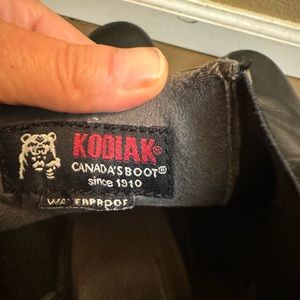 KODIAK®
CANADA'S BOOT®
since 1910
WATERPROOF